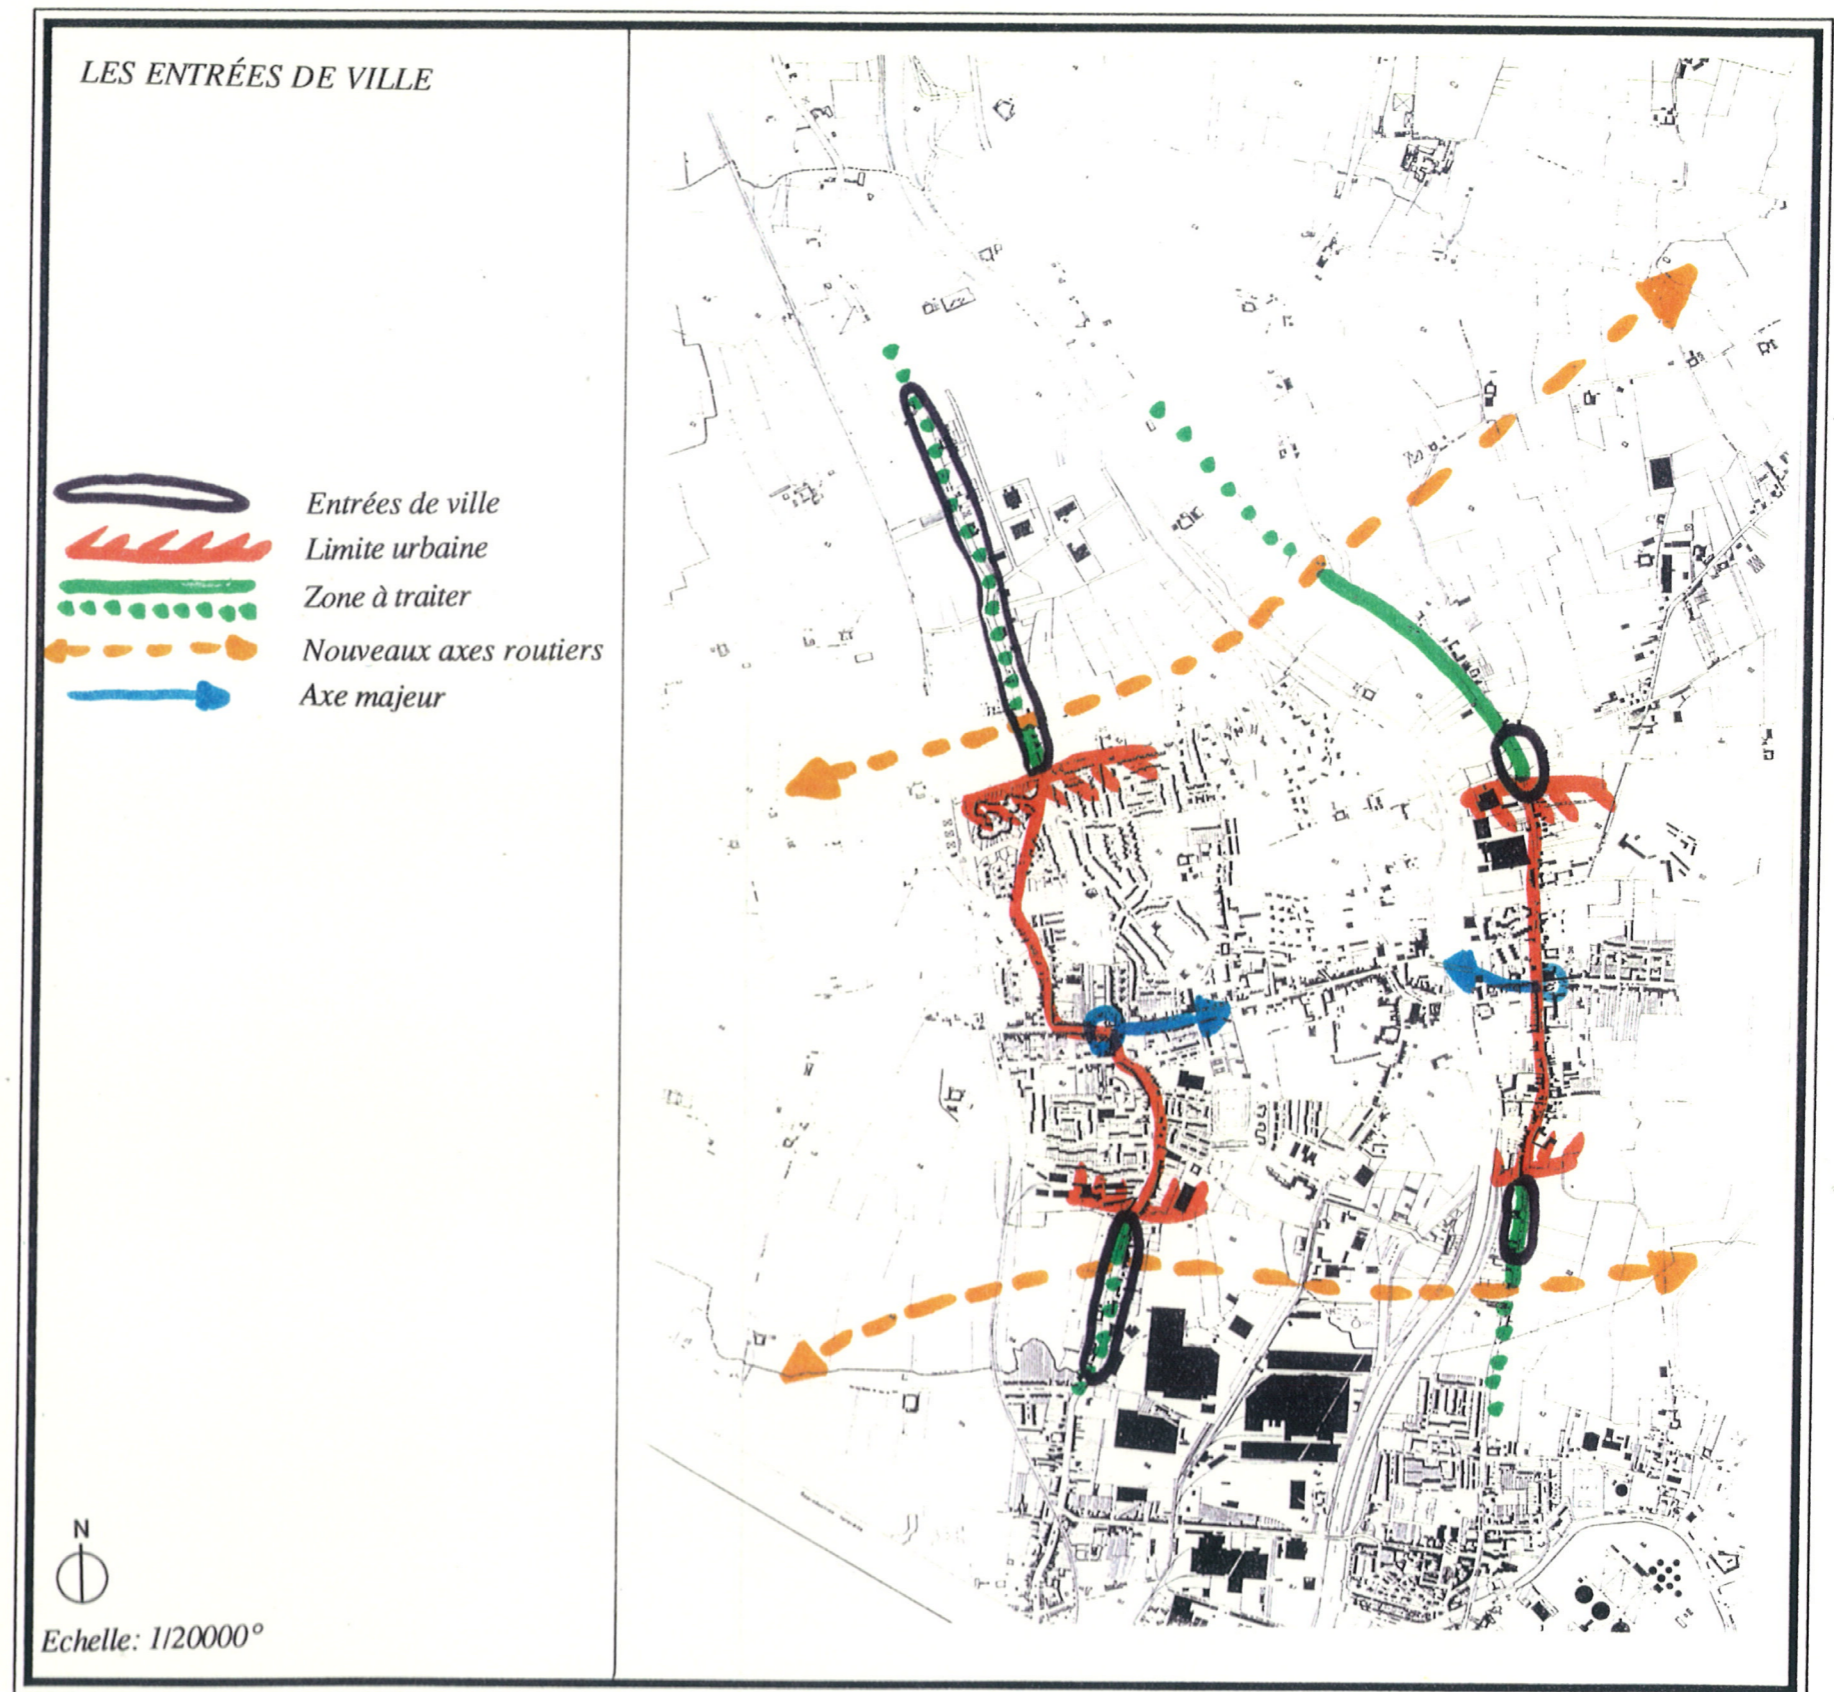 LES ENTRÉES DE VILLE
Entrées de ville
Limite urbaine
Zone à traiter
Nouveaux axes routiers
Axe majeur
N
Echelle: 1/20000°